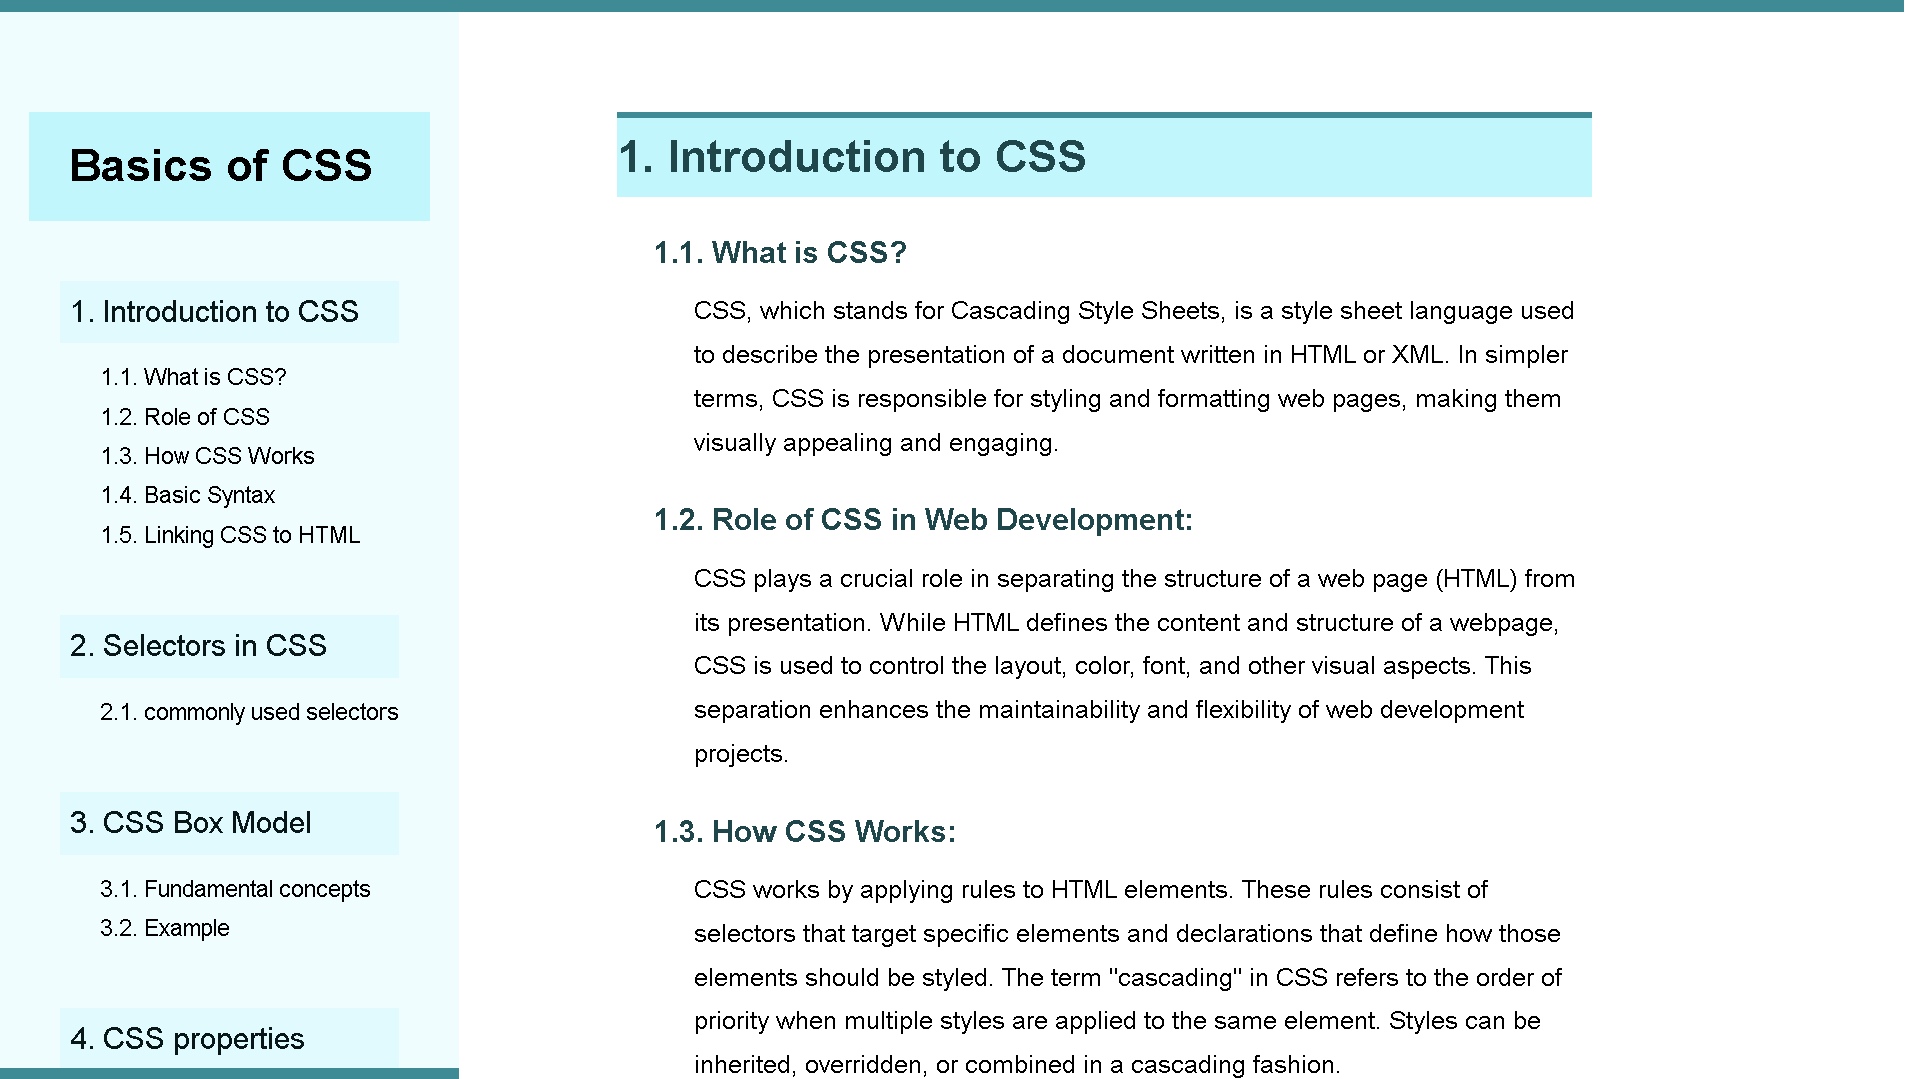 Basics of CSS
1. Introduction to CSS
1.1. What is CSS?
1.2. Role of CSS
1.3. How CSS Works
1.4. Basic Syntax
1.5. Linking CSS to HTML
2. Selectors in CSS
2.1. commonly used selectors
3. CSS Box Model
3.1. Fundamental concepts
3.2. Example
4. CSS properties
1. Introduction to CSS
1.1. What is CSS?
CSS, which stands for Cascading Style Sheets, is a style sheet language used
to describe the presentation of a document written in HTML or XML. In simpler
terms, CSS is responsible for styling and formatting web pages, making them
visually appealing and engaging.
1.2. Role of CSS in Web Development:
CSS plays a crucial role in separating the structure of a web page (HTML) from
its presentation. While HTML defines the content and structure of a webpage,
CSS is used to control the layout, color, font, and other visual aspects. This
separation enhances the maintainability and flexibility of web development
projects.
1.3. How CSS Works:
CSS works by applying rules to HTML elements. These rules consist of
selectors that target specific elements and declarations that define how those
elements should be styled. The term "cascading" in CSS refers to the order of
priority when multiple styles are applied to the same element. Styles can be
inherited, overridden, or combined in a cascading fashion.